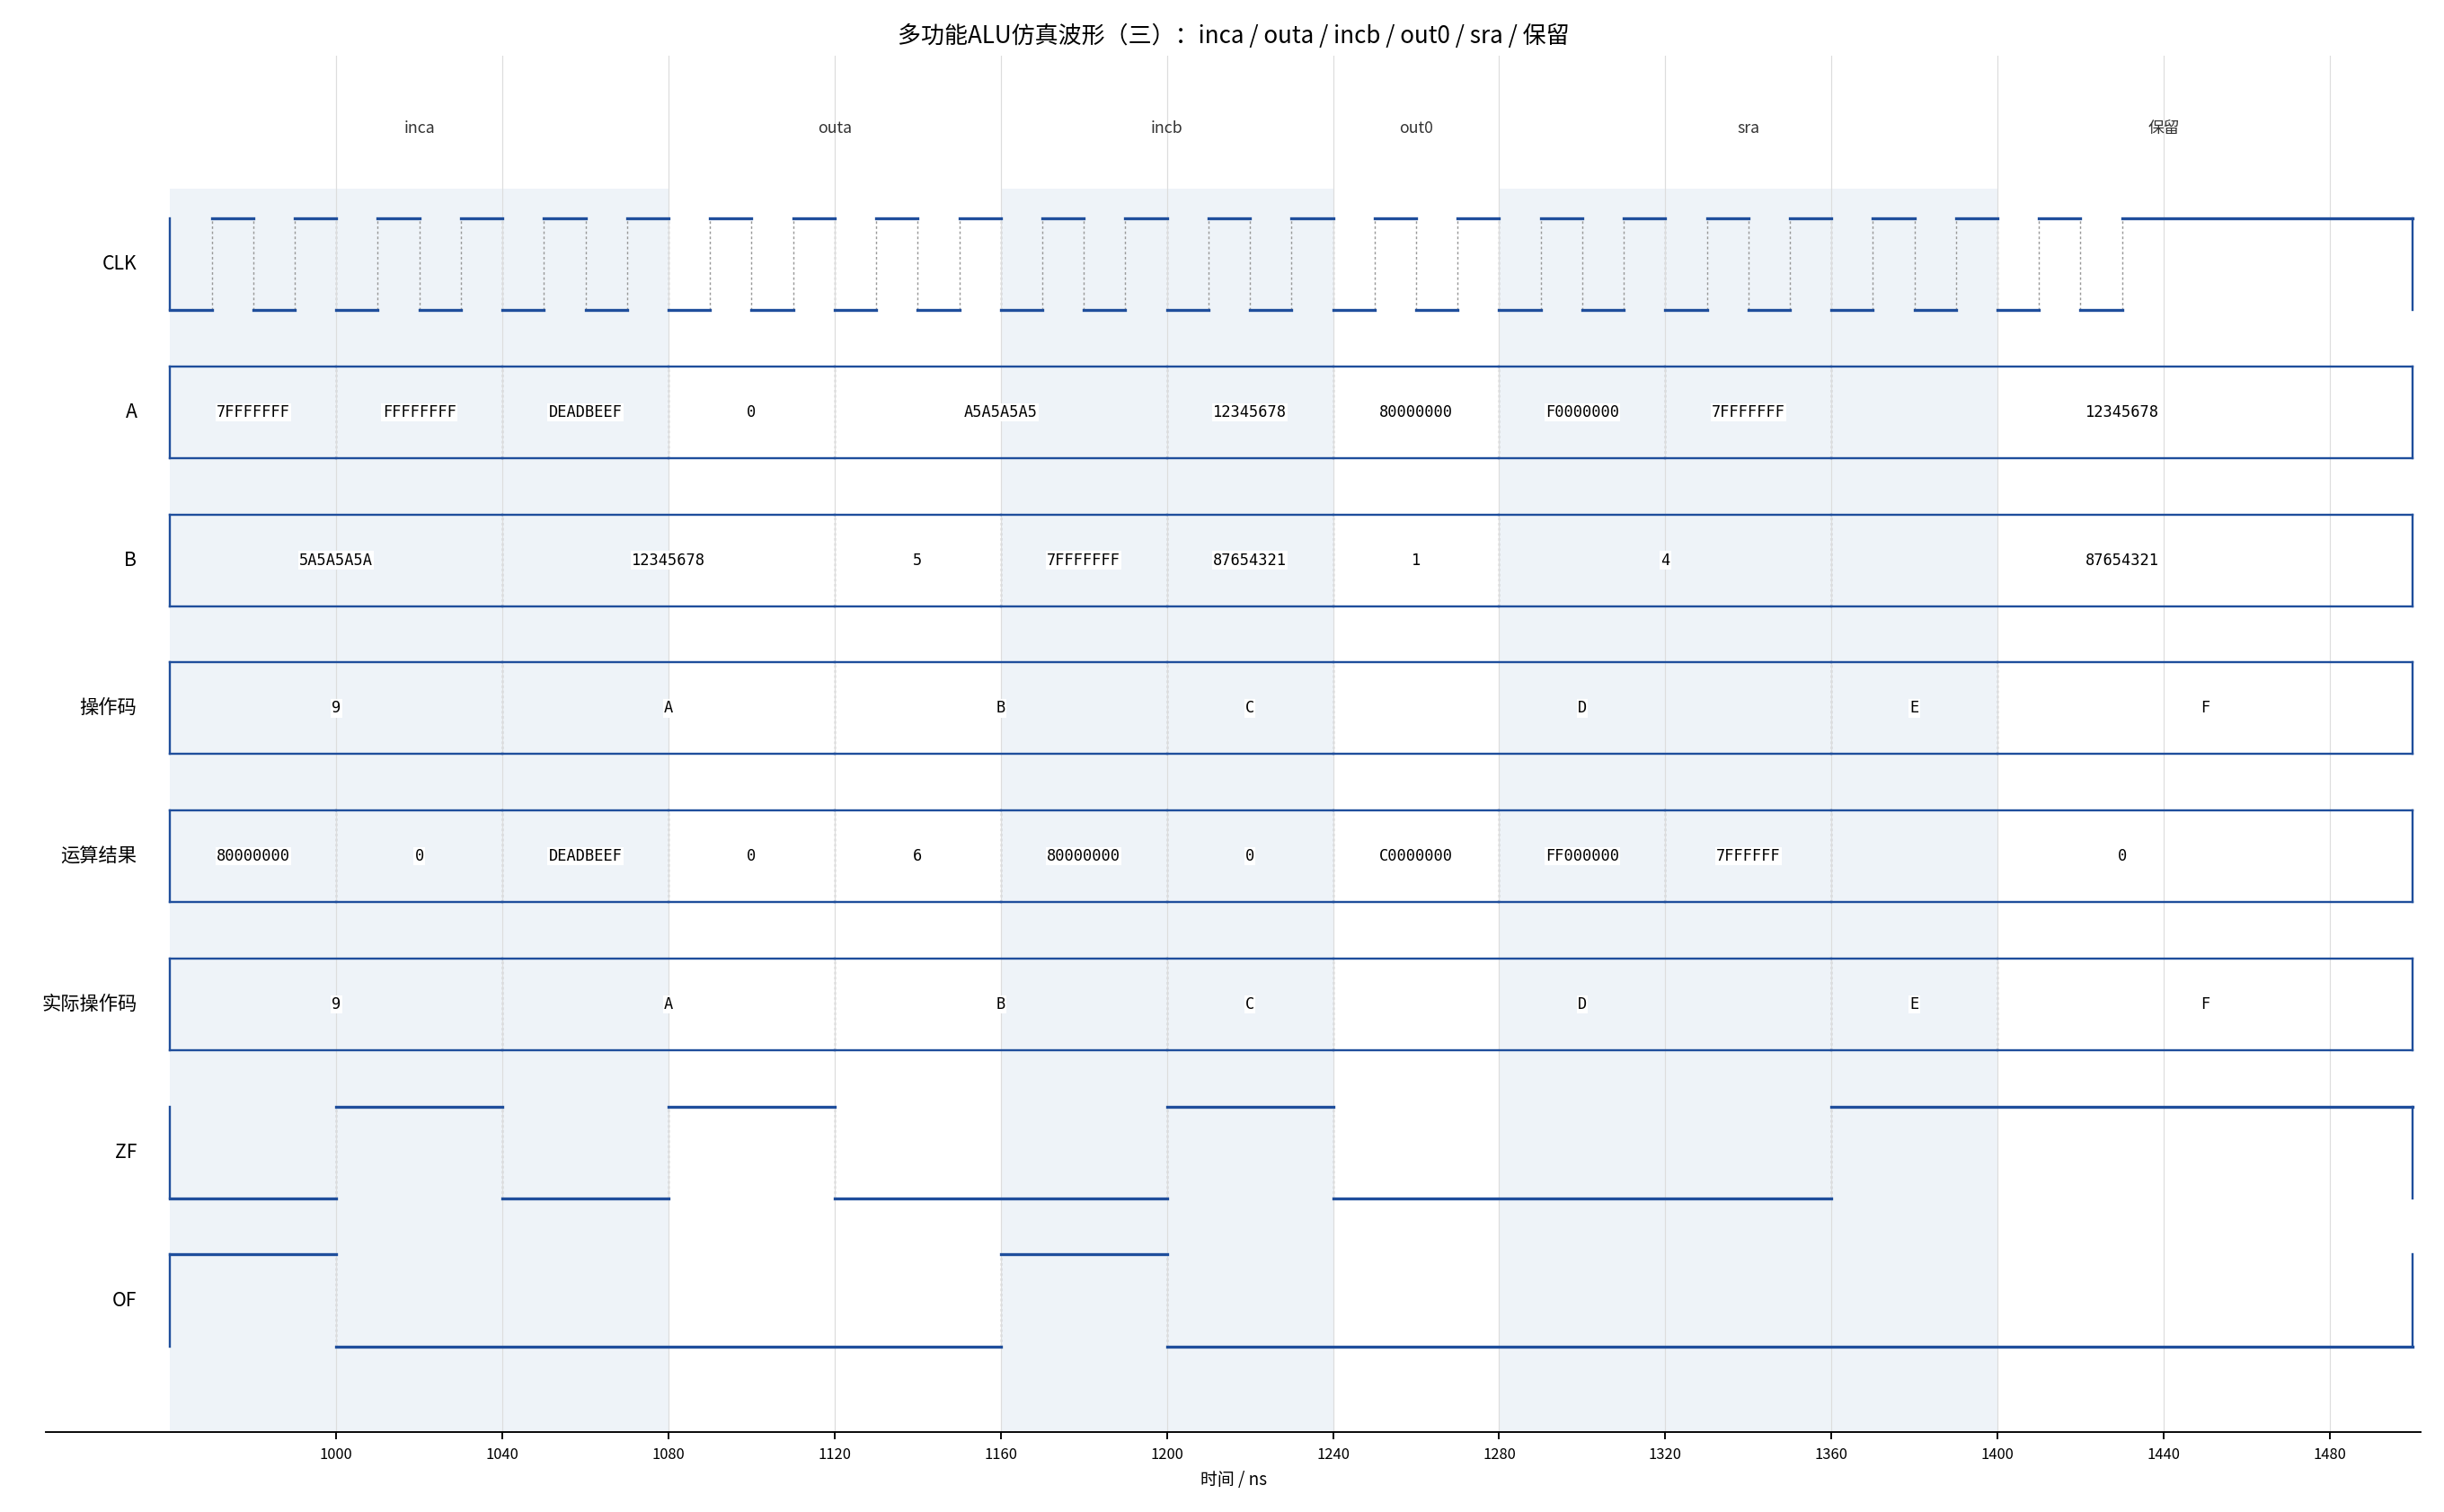 多功能ALU仿真波形（三）：inca / outa / incb / out0 / sra / 保留
inca outa incb out0 sra 保留
CLK
A 7FFFFFFF FFFFFFFF DEADBEEF 0 A5A5A5A5 12345678 80000000 F0000000 7FFFFFFF 12345678
B 5A5A5A5A 12345678 5 7FFFFFFF 87654321 1 4 87654321
操作码 9 A B C D E F
运算结果 80000000 0 DEADBEEF 0 6 80000000 0 C0000000 FF000000 7FFFFFF 0
实际操作码 9 A B C D E F
ZF
OF
1000 1040 1080 1120 1160 1200 1240 1280 1320 1360 1400 1440 1480
时间 / ns